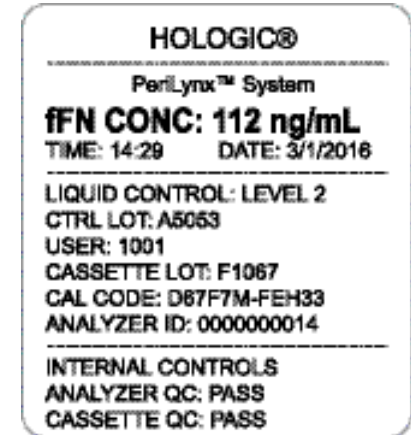 HOLOGIC®
PeriLynx™ System
fFN CONC: 112 ng/mL
TIME: 14:29 DATE: 3/1/2016
LIQUID CONTROL: LEVEL 2
CTRL LOT: A5053
USER: 1001
CASSETTE LOT: F1067
CAL CODE: D67F7M-FEH33
ANALYZER ID: 0000000014
INTERNAL CONTROLS
ANALYZER QC: PASS
CASSETTE QC: PASS